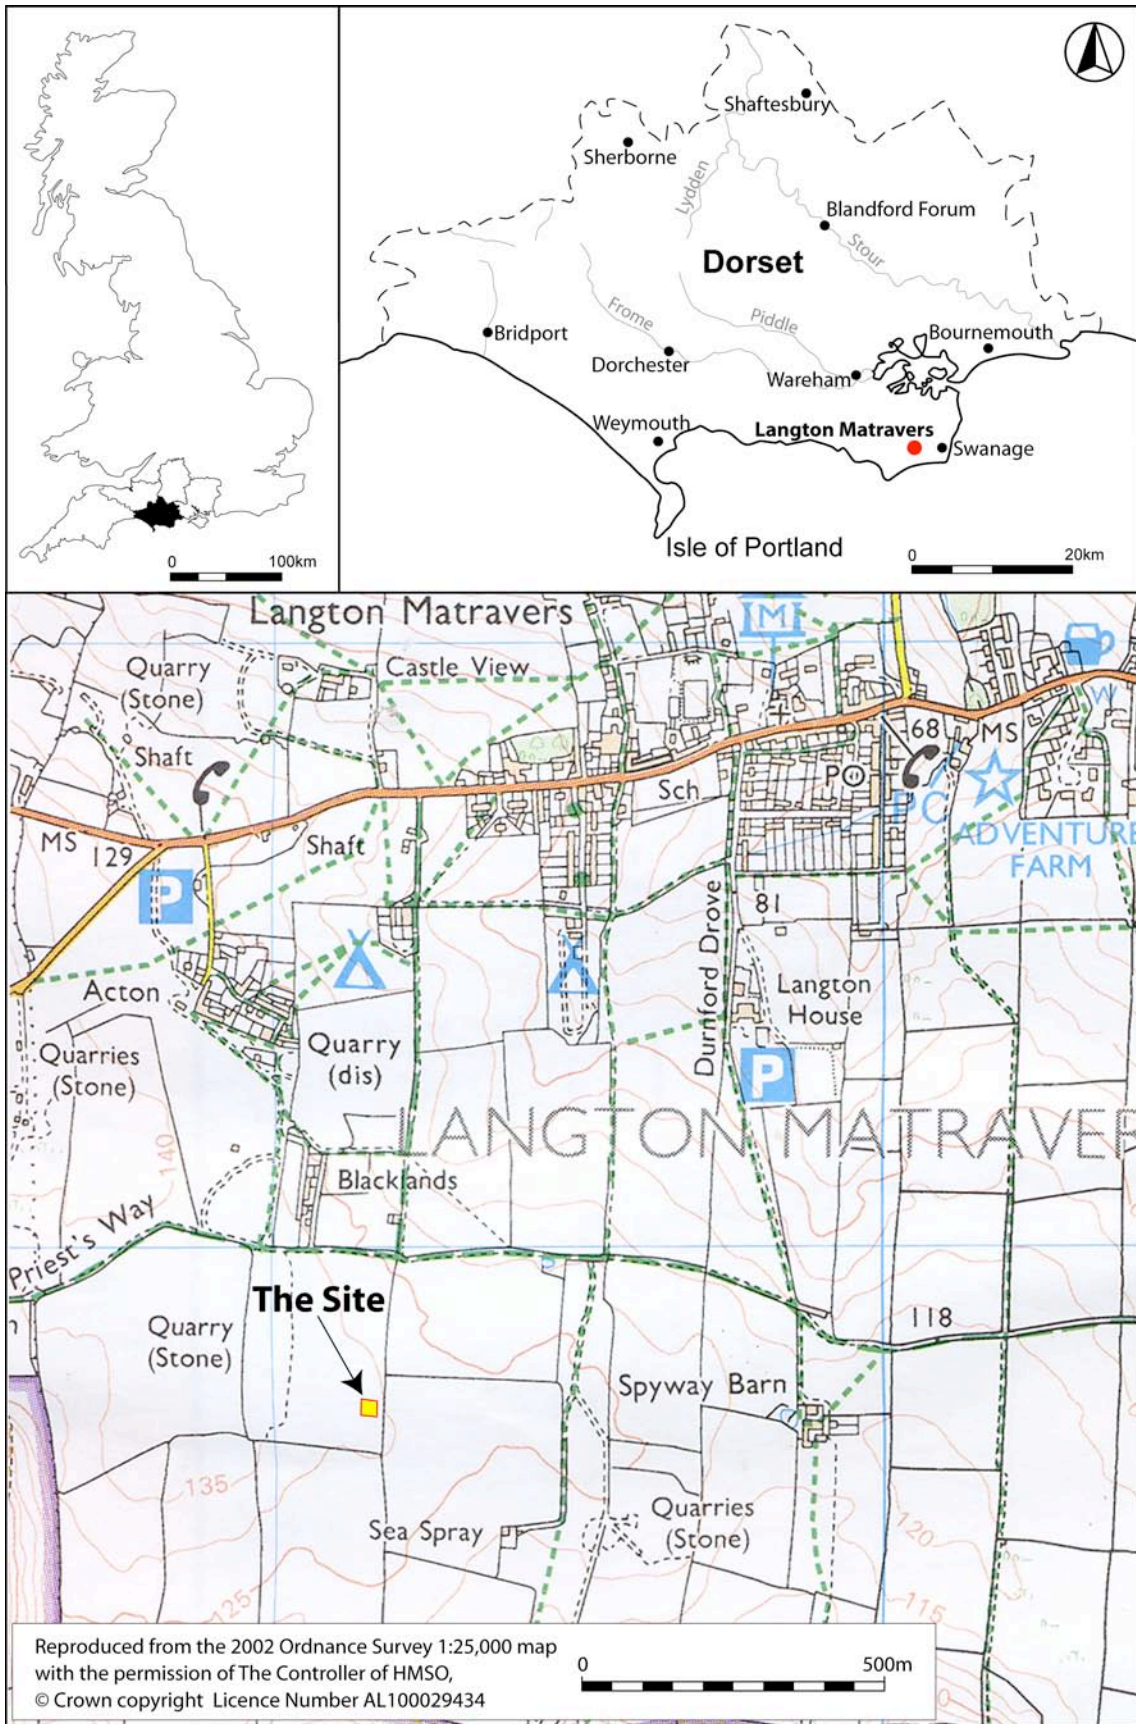 0
100km
Shaftesbury
Sherborne
Lydden
Blandford Forum
Stour
Dorset
Frome
Piddle
Bridport
Bournemouth
Dorchester
Wareham
Weymouth
Langton Matravers
Swanage
Isle of Portland
0
20km
Langton Matravers
M
Quarry
(Stone)
Castle View
Shaft
68
MS
W
Sch
PO
PC
MS
129
Shaft
ADVENTURE
FARM
P
81
Durnford Drove
Acton
Langton
House
Quarries
(Stone)
Quarry
(dis)
P
LANGTON MATRAVER
140
Blacklands
Priest's Way
The Site
Quarry
(Stone)
118
Spyway Barn
135
Sea Spray
Quarries
(Stone)
120
125
115
Reproduced from the 2002 Ordnance Survey 1:25,000 map
with the permission of The Controller of HMSO,
© Crown copyright Licence Number AL100029434
0
500m